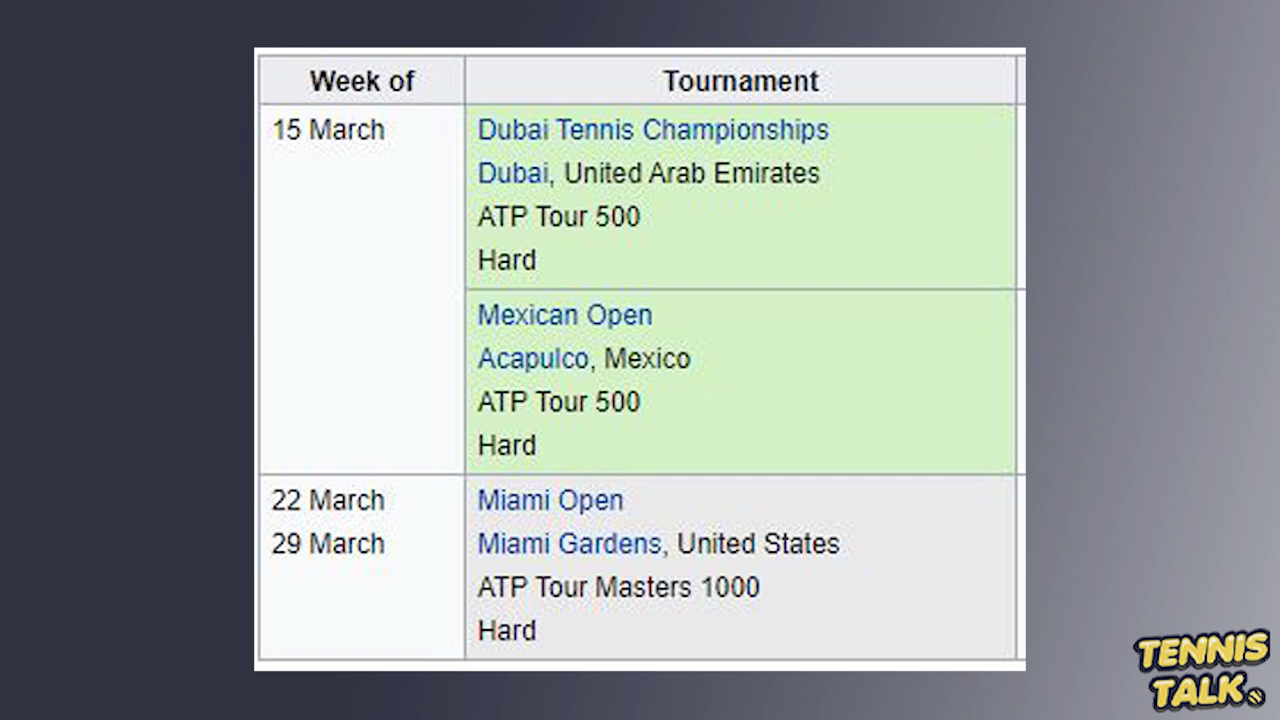 Week of
Tournament
15 March
Dubai Tennis Championships
Dubai, United Arab Emirates
ATP Tour 500
Hard
Mexican Open
Acapulco, Mexico
ATP Tour 500
Hard
22 March
29 March
Miami Open
Miami Gardens, United States
ATP Tour Masters 1000
Hard
TENNIS
TALK